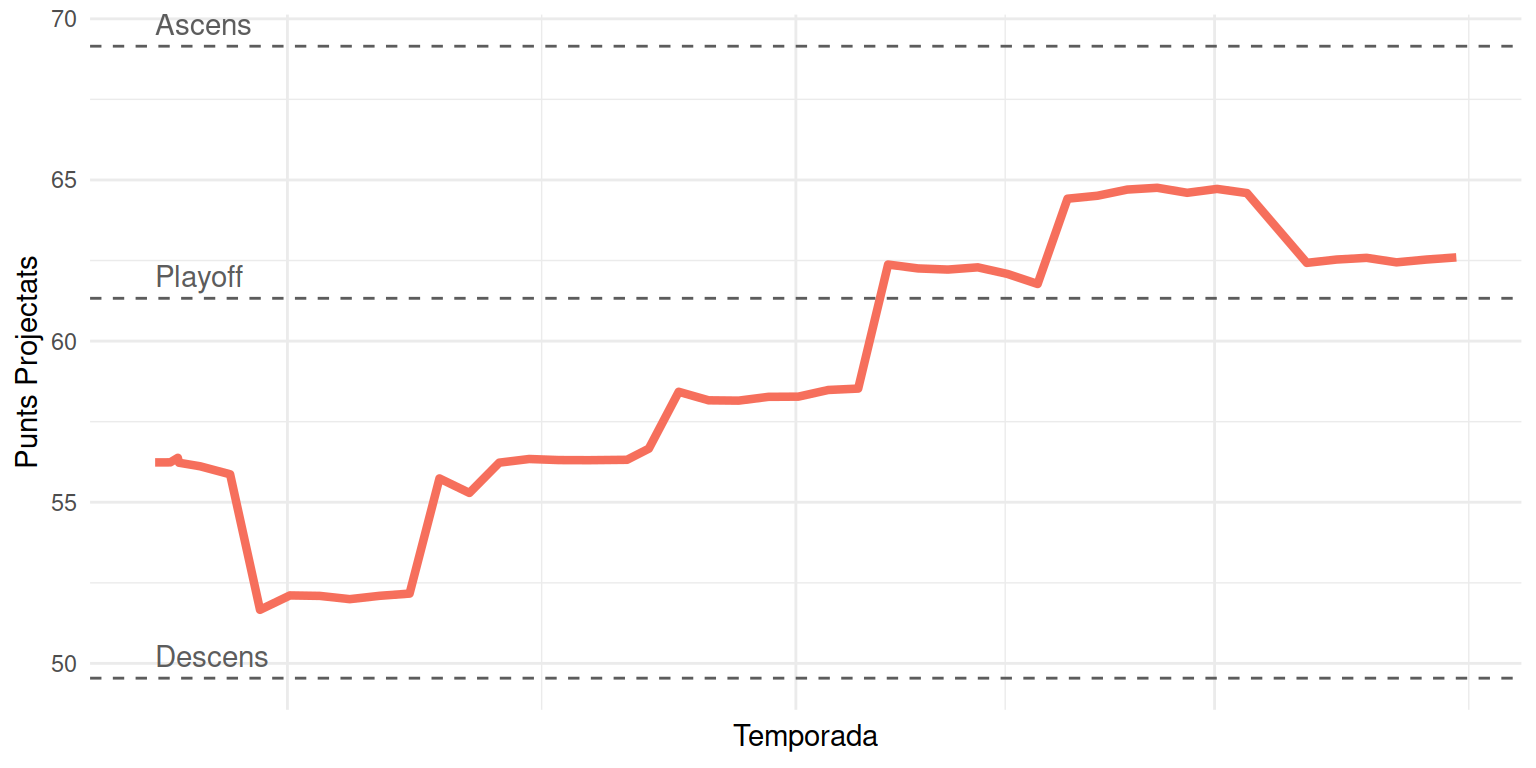 70
Ascens
65
Playoff
60
55
Descens
50
Punts Projectats
Temporada